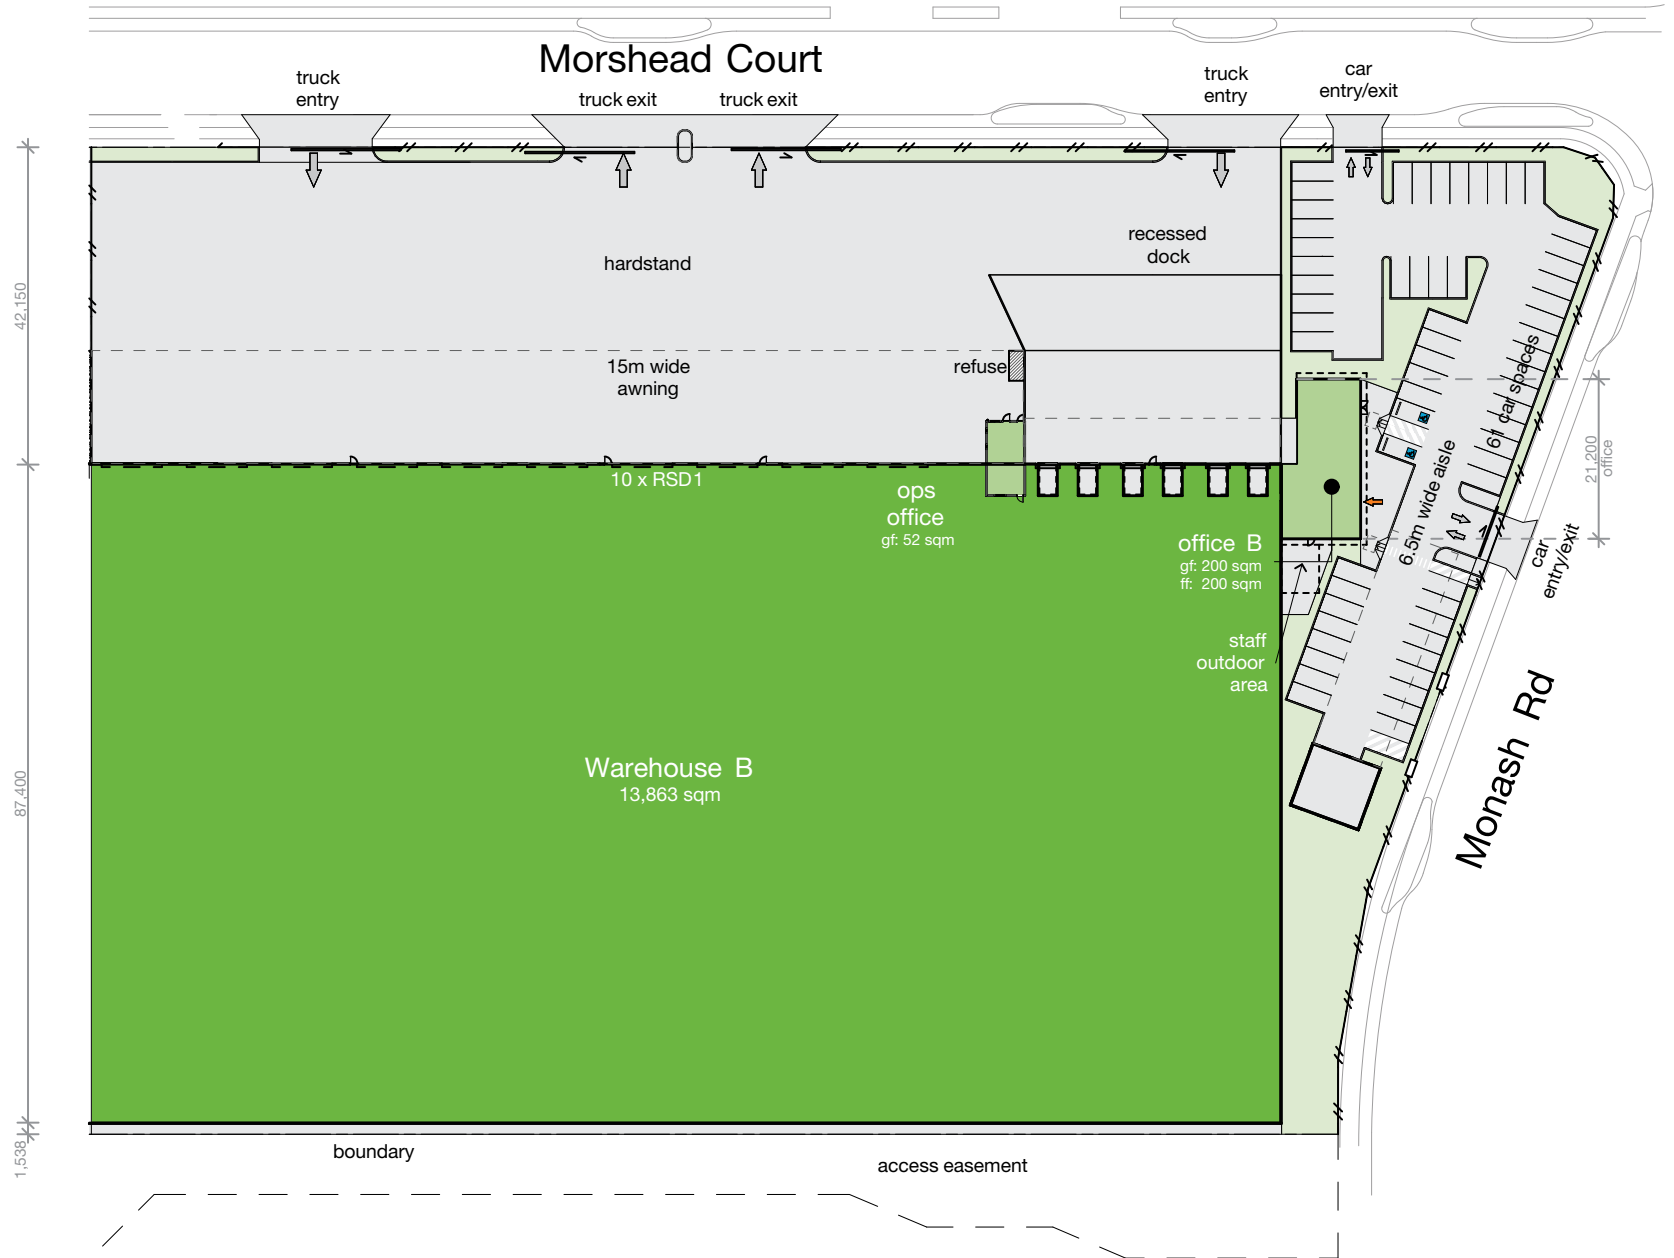 Morshead Court
truck
entry
truck exit
truck exit
truck
entry
car
entry/exit
42,150
hardstand
recessed
dock
15m wide
awning
refuse
61 car spaces
6.5m wide aisle
21,200
office
10 x RSD1
ops
office
gf: 52 sqm
office B
gf: 200 sqm
ff: 200 sqm
car
entry/exit
staff
outdoor
area
Monash Rd
87,400
Warehouse B
13,863 sqm
1,538
boundary
access easement